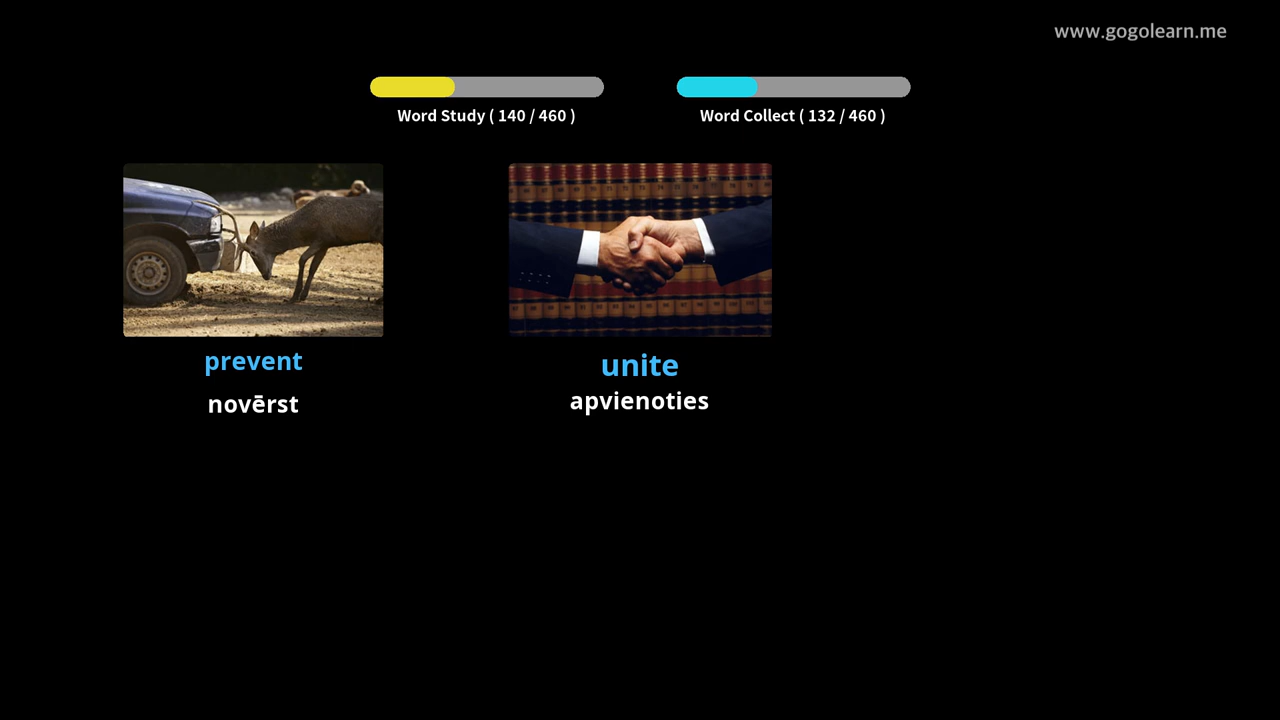 www.gogolearn.me
Word Study ( 140 / 460 )
Word Collect ( 132 / 460 )
prevent
novērst
unite
apvienoties